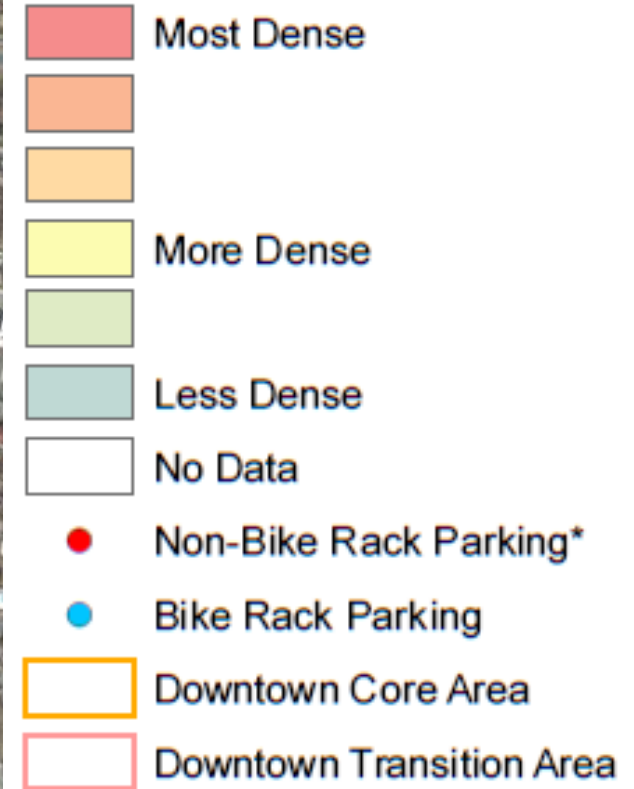 Most Dense
More Dense
Less Dense
No Data
Non-Bike Rack Parking*
Bike Rack Parking
Downtown Core Area
Downtown Transition Area